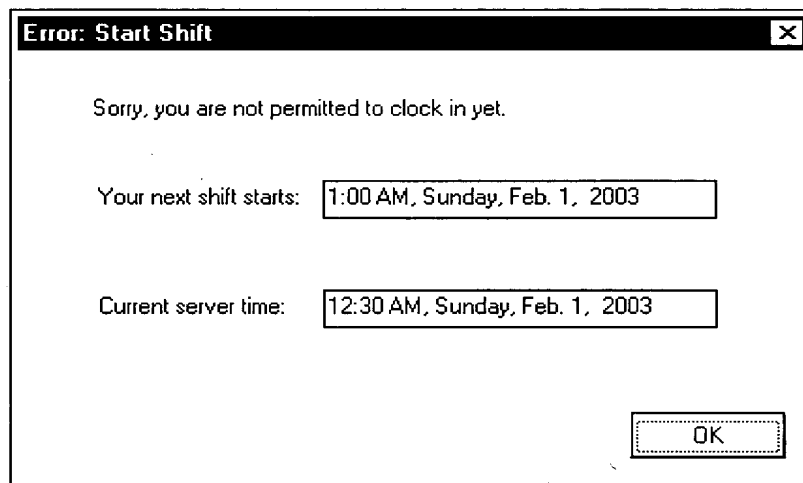 Error: Start Shift
Sorry, you are not permitted to clock in yet.
Your next shift starts: 1:00 AM, Sunday, Feb. 1, 2003
Current server time: 12:30 AM, Sunday, Feb. 1, 2003
OK